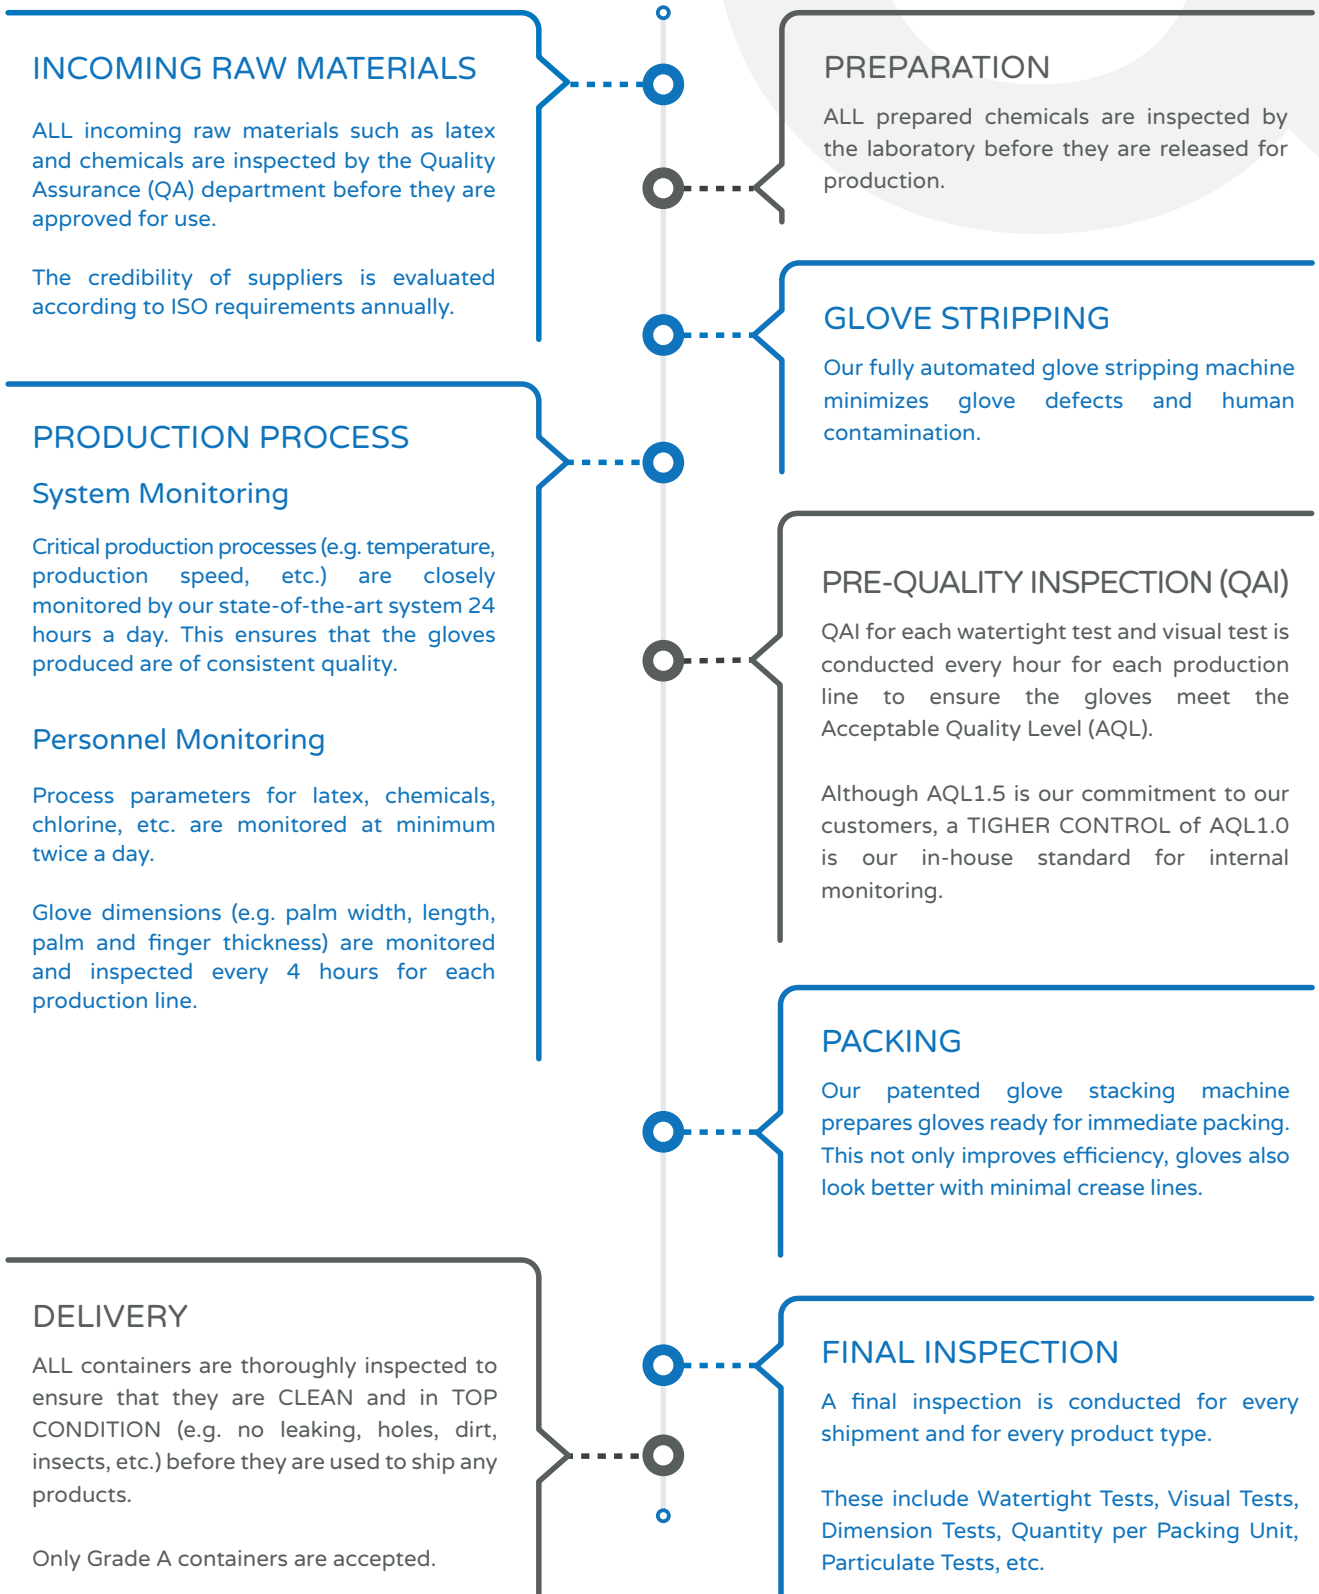 INCOMING RAW MATERIALS
ALL incoming raw materials such as latex
and chemicals are inspected by the Quality
Assurance (QA) department before they are
approved for use.
The credibility of suppliers is evaluated
according to ISO requirements annually.
PREPARATION
ALL prepared chemicals are inspected by
the laboratory before they are released for
production.
GLOVE STRIPPING
Our fully automated glove stripping machine
minimizes glove defects and human
contamination.
PRODUCTION PROCESS
System Monitoring
Critical production processes (e.g. temperature,
production speed, etc.) are closely
monitored by our state-of-the-art system 24
hours a day. This ensures that the gloves
produced are of consistent quality.
Personnel Monitoring
Process parameters for latex, chemicals,
chlorine, etc. are monitored at minimum
twice a day.
Glove dimensions (e.g. palm width, length,
palm and finger thickness) are monitored
and inspected every 4 hours for each
production line.
PRE-QUALITY INSPECTION (QAI)
QAI for each watertight test and visual test is
conducted every hour for each production
line to ensure the gloves meet the
Acceptable Quality Level (AQL).
Although AQL1.5 is our commitment to our
customers, a TIGHER CONTROL of AQL1.0
is our in-house standard for internal
monitoring.
PACKING
Our patented glove stacking machine
prepares gloves ready for immediate packing.
This not only improves efficiency, gloves also
look better with minimal crease lines.
FINAL INSPECTION
A final inspection is conducted for every
shipment and for every product type.
These include Watertight Tests, Visual Tests,
Dimension Tests, Quantity per Packing Unit,
Particulate Tests, etc.
DELIVERY
ALL containers are thoroughly inspected to
ensure that they are CLEAN and in TOP
CONDITION (e.g. no leaking, holes, dirt,
insects, etc.) before they are used to ship any
products.
Only Grade A containers are accepted.